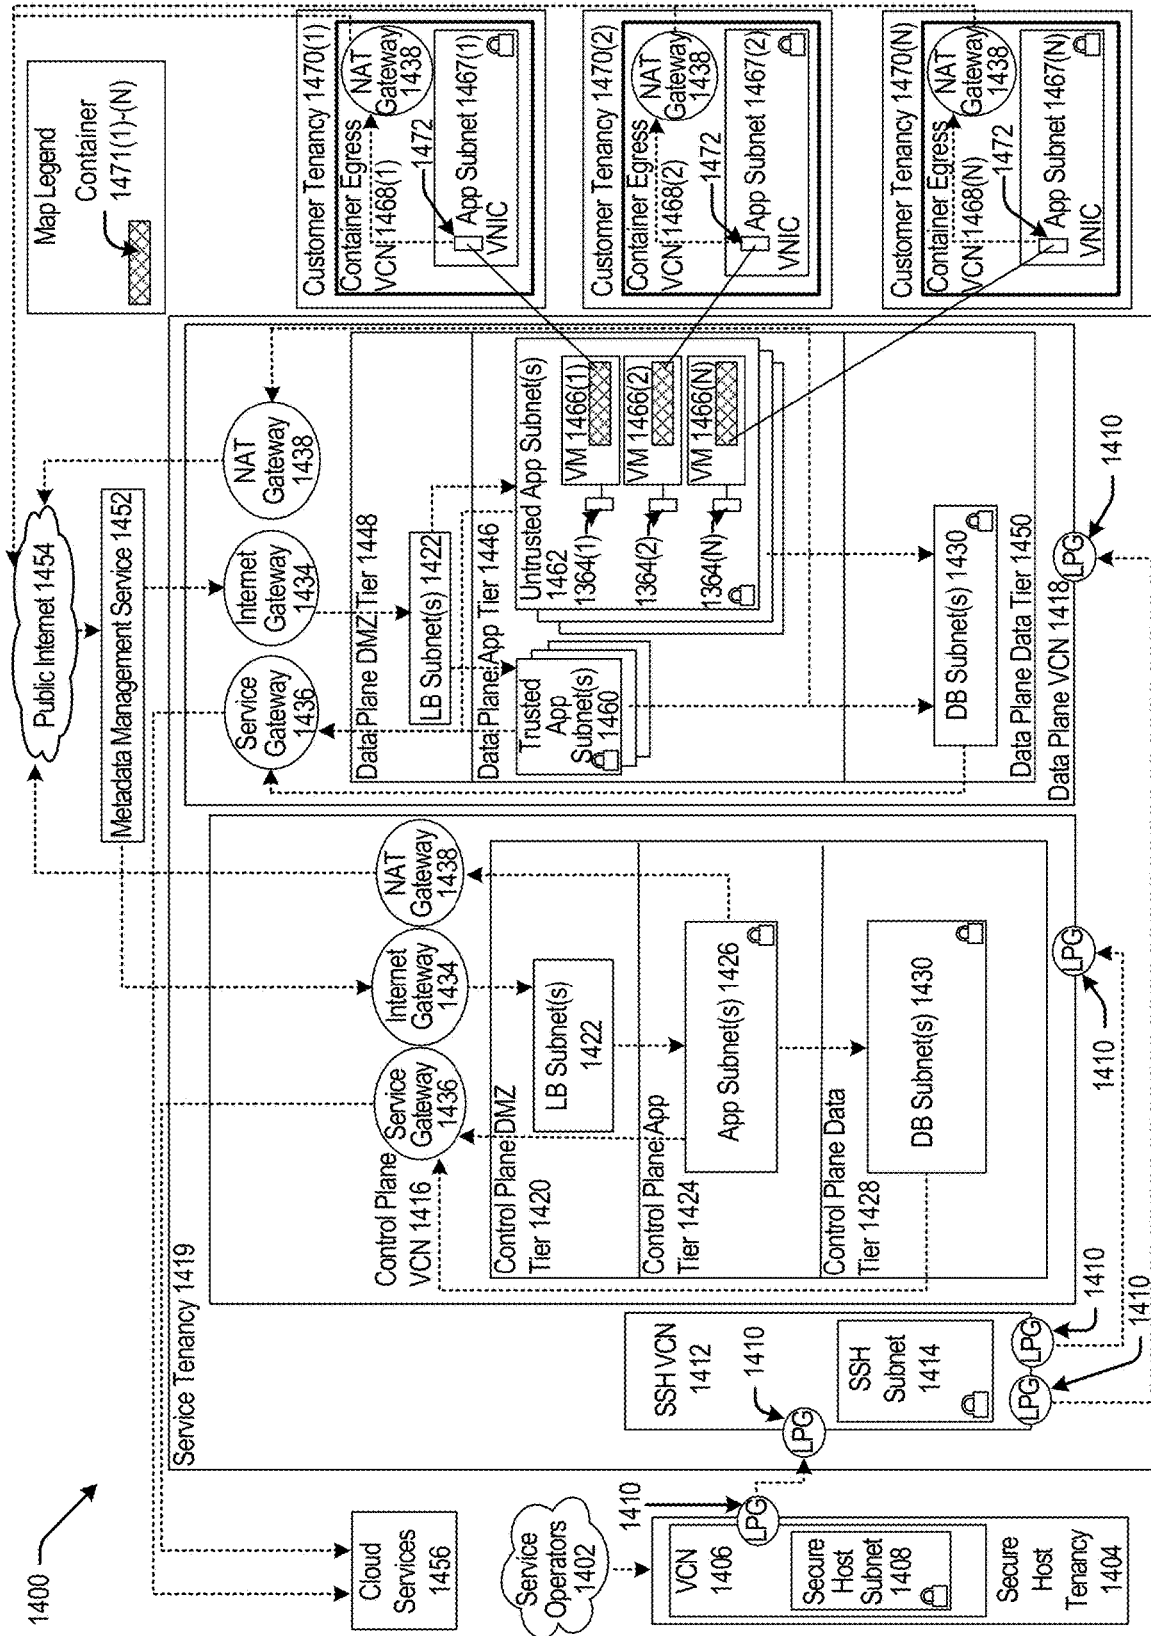 1400
Cloud
Services
1456
Service
Operators
1402
1410
LPG
VCN
1406
Secure
Host
Subnet
1408
Secure
Host
Tenancy
1404
Service Tenancy 1419
SSH VCN
1412
1410
LPG
SSH
Subnet
1414
LPG
LPG
1410
1410
Control Plane
VCN 1416
Service
Gateway
1436
Internet
Gateway
1434
NAT
Gateway
1438
Control Plane DMZ
Tier 1420
LB Subnet(s)
1422
Control Plane App
Tier 1424
App Subnet(s) 1426
Control Plane Data
Tier 1428
DB Subnet(s) 1430
LPG
1410
Public Internet 1454
Metadata Management Service 1452
Service
Gateway
1436
Internet
Gateway
1434
NAT
Gateway
1438
Data Plane DMZ Tier 1448
LB Subnet(s) 1422
Data Plane App Tier 1446
Trusted
App
Subnet(s)
1460
Untrusted App Subnet(s)
1462
1364(1)
VM 1466(1)
1364(2)
VM 1466(2)
1364(N)
VM 1466(N)
DB Subnet(s) 1430
Data Plane Data Tier 1450
Data Plane VCN 1418
LPG
1410
Map Legend
Container
1471(1)-(N)
Customer Tenancy 1470(1)
Container Egress
VCN 1468(1)
NAT
Gateway
1438
1472
App Subnet 1467(1)
VNIC
Customer Tenancy 1470(2)
Container Egress
VCN 1468(2)
NAT
Gateway
1438
1472
App Subnet 1467(2)
VNIC
Customer Tenancy 1470(N)
Container Egress
VCN 1468(N)
NAT
Gateway
1438
1472
App Subnet 1467(N)
VNIC